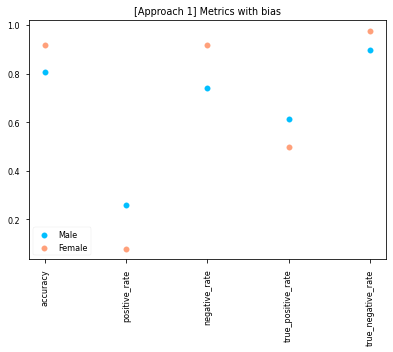 [Approach 1] Metrics with bias
1.0
0.8
0.6
0.4
0.2
Male
Female
accuracy
positive_rate
negative_rate
true_positive_rate
true_negative_rate